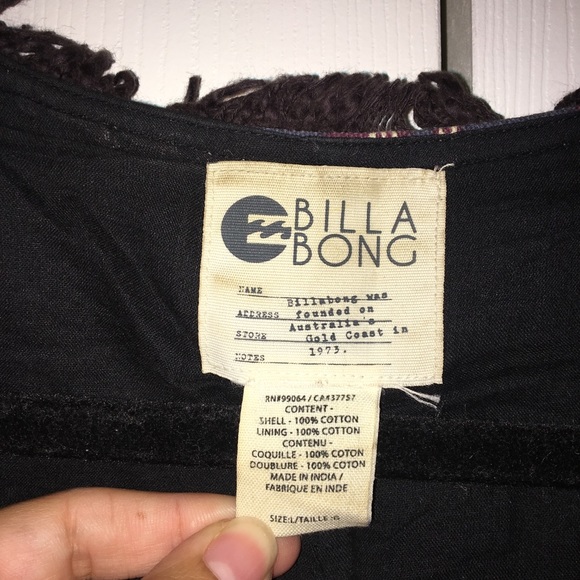 BILLA
BONG
NAME
Billabong was
ADDRESS founded on
Australia's
STORE Gold Coast in
1973.
NOTES
RN#99064 / CA#37757
CONTENT -
SHELL - 100% COTTON
LINING - 100% COTTON
CONTENU -
COQUILLE - 100% COTON
DOUBLURE - 100% COTON
MADE IN INDIA /
FABRIQUE EN INDE
SIZE:L/TAILLE: